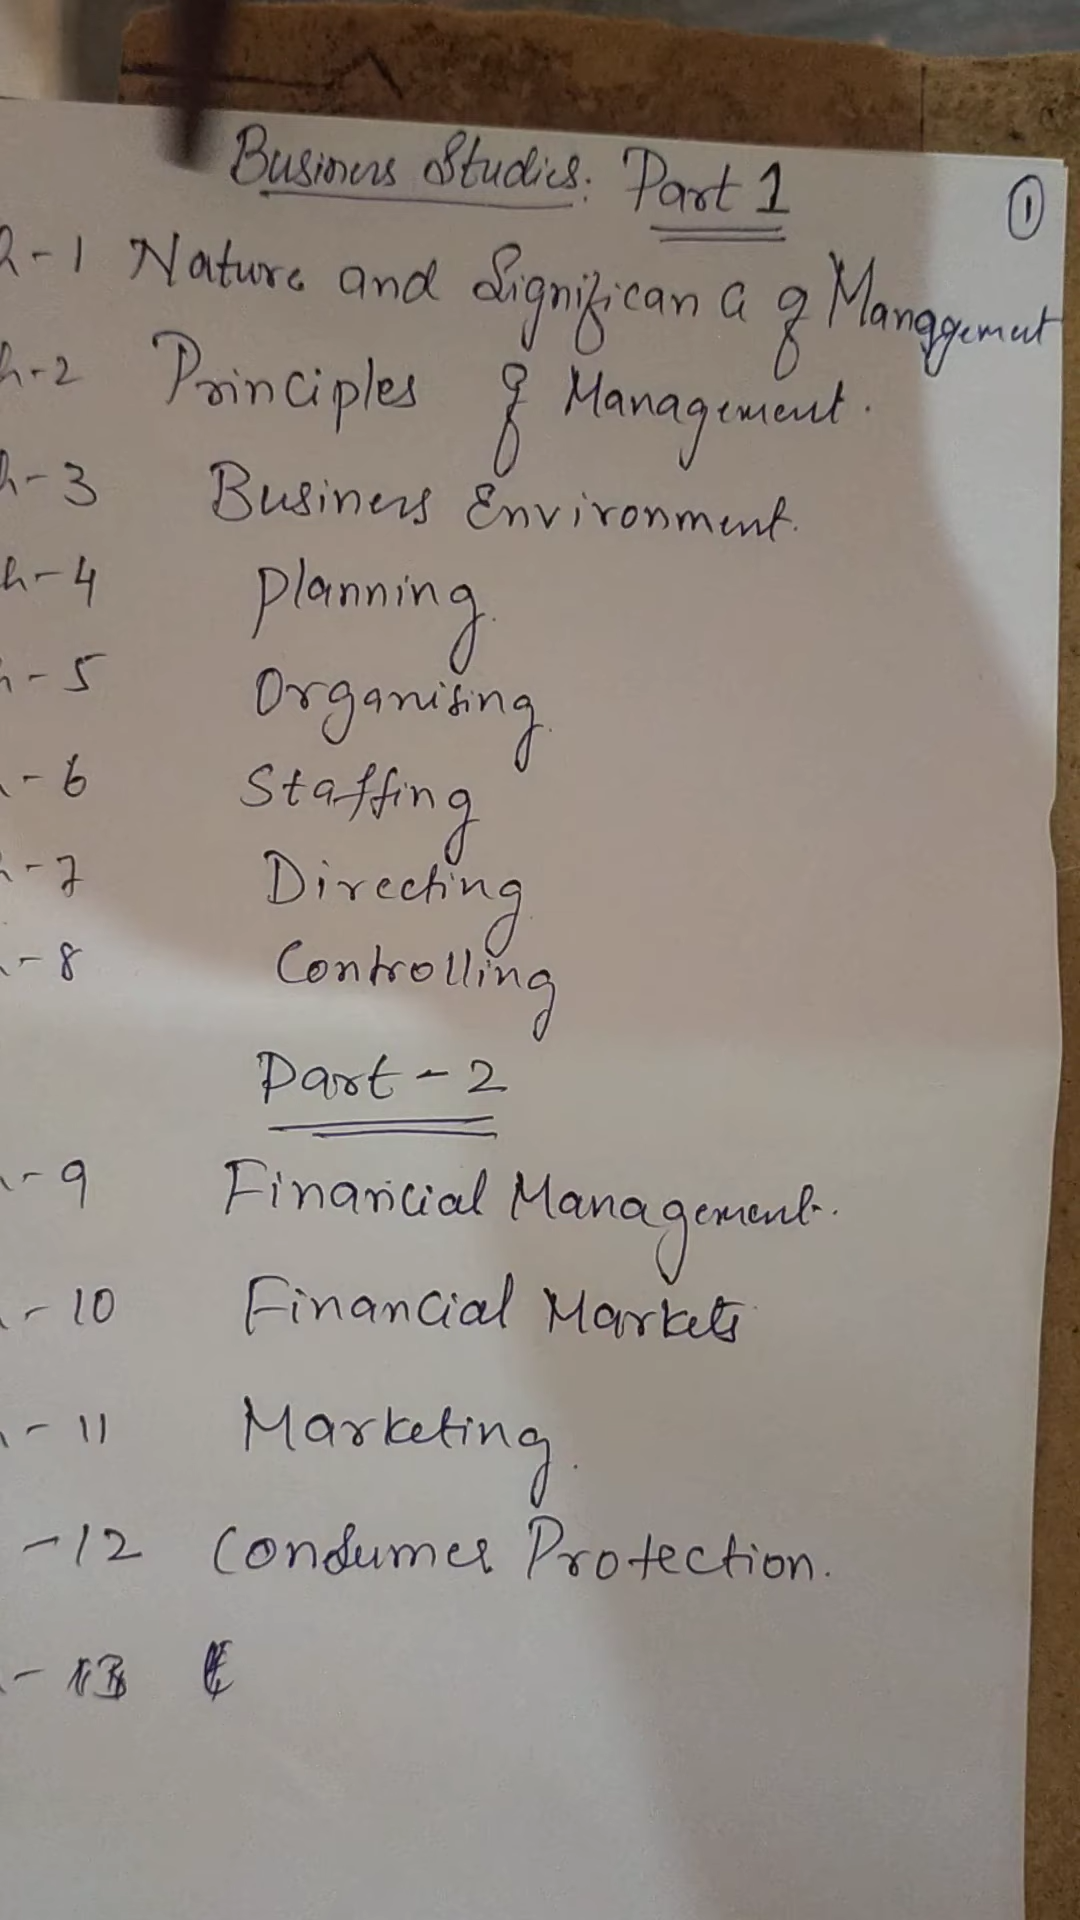 Business Studies: Part 1
1
h-1 Nature and Significance of Management
h-2 Principles of Management.
h-3 Business Environment.
h-4 Planning.
h-5 Organising.
-6 Staffing
h-7 Directing
-8 Controlling
Part-2
-9 Financial Management.
-10 Financial Markets
-11 Marketing.
-12 Consumer Protection.
-13